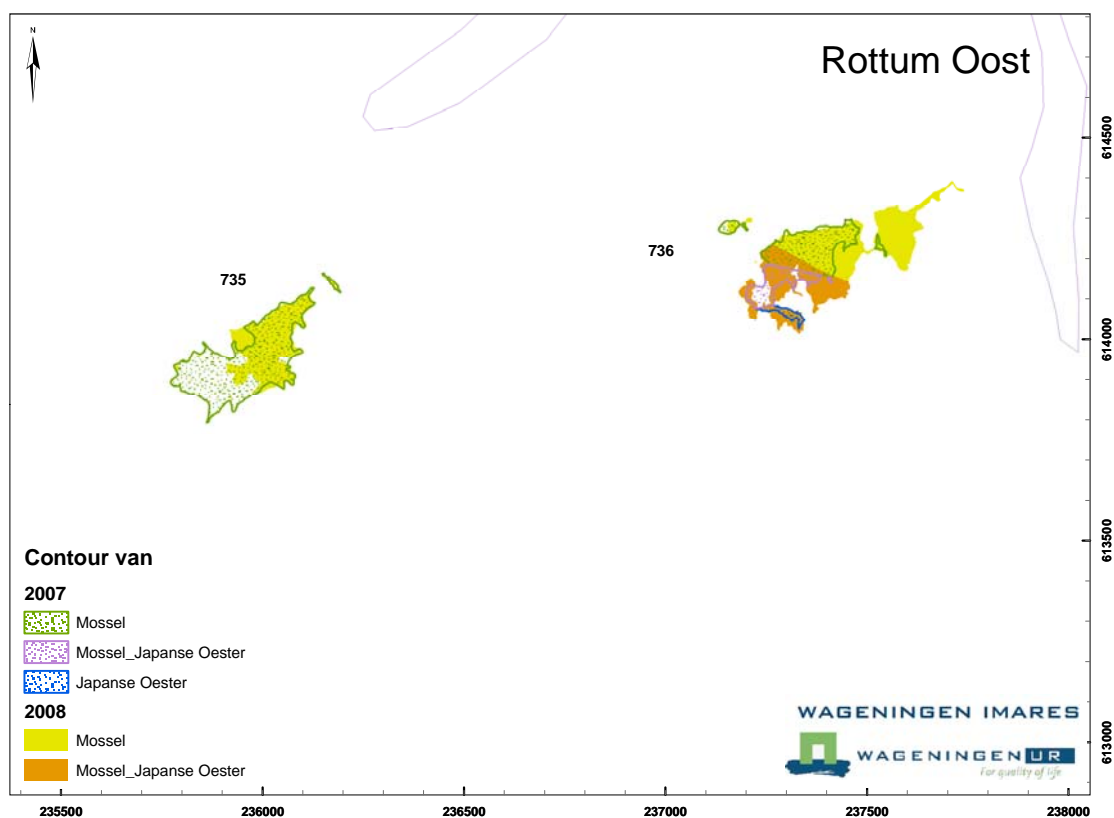 N
Rottum Oost
614500
736
735
614000
613500
Contour van
2007
Mossel
Mossel_Japanse Oester
Japanse Oester
2008
Mossel
Mossel_Japanse Oester
WAGENINGEN IMARES
WAGENINGEN UR
For quality of life
613000
235500 236000 236500 237000 237500 238000